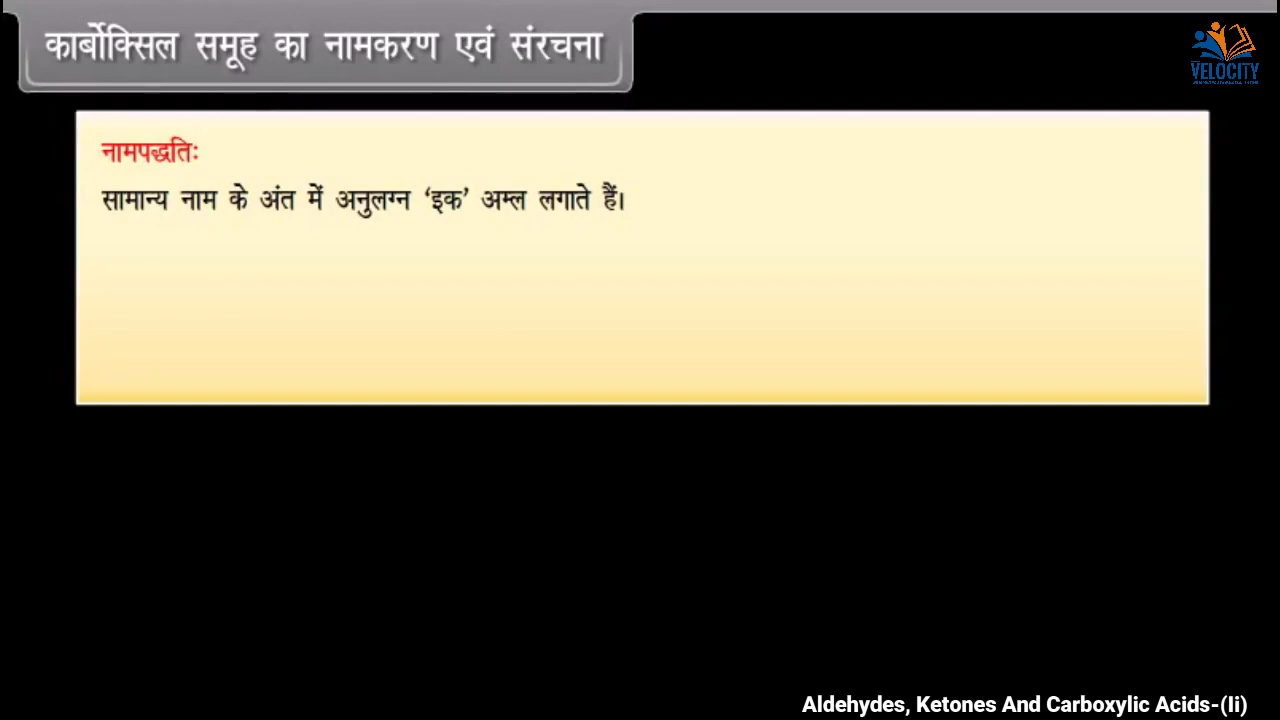 कार्बोक्सिल समूह का नामकरण एवं संरचना
VELOCITY
नामपद्धतिः
सामान्य नाम के अंत में अनुलग्न ‘इक’ अम्ल लगाते हैं।
Aldehydes, Ketones And Carboxylic Acids-(Ii)